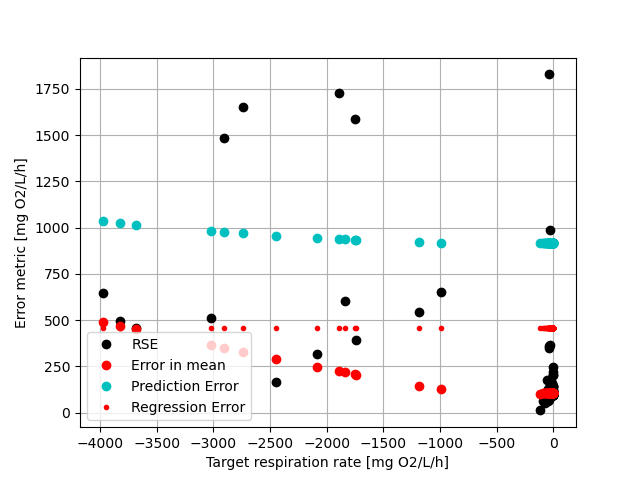 1750
1500
1250
1000
750
500
250
0
Error metric [mg O2/L/h]
RSE
Error in mean
Prediction Error
Regression Error
−4000 −3500 −3000 −2500 −2000 −1500 −1000 −500 0
Target respiration rate [mg O2/L/h]